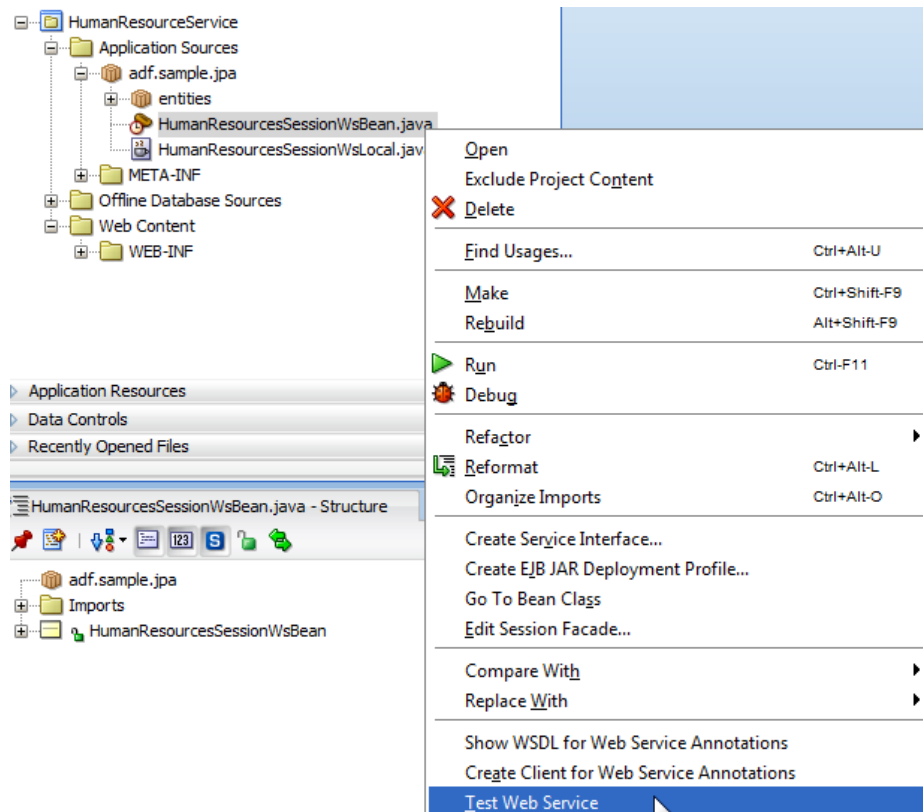 HumanResourceService
Application Sources
adf.sample.jpa
entities
HumanResourcesSessionWsBean.java
HumanResourcesSessionWsLocal.jav
META-INF
Offline Database Sources
Web Content
WEB-INF
Application Resources
Data Controls
Recently Opened Files
HumanResourcesSessionWsBean.java - Structure
123
S
adf.sample.jpa
Imports
HumanResourcesSessionWsBean
Open
Exclude Project Content
Delete
Find Usages... Ctrl+Alt-U
Make Ctrl+Shift-F9
Rebuild Alt+Shift-F9
Run Ctrl-F11
Debug
Refactor
Reformat Ctrl+Alt-L
Organize Imports Ctrl+Alt-O
Create Service Interface...
Create EJB JAR Deployment Profile...
Go To Bean Class
Edit Session Facade...
Compare With
Replace With
Show WSDL for Web Service Annotations
Create Client for Web Service Annotations
Test Web Service